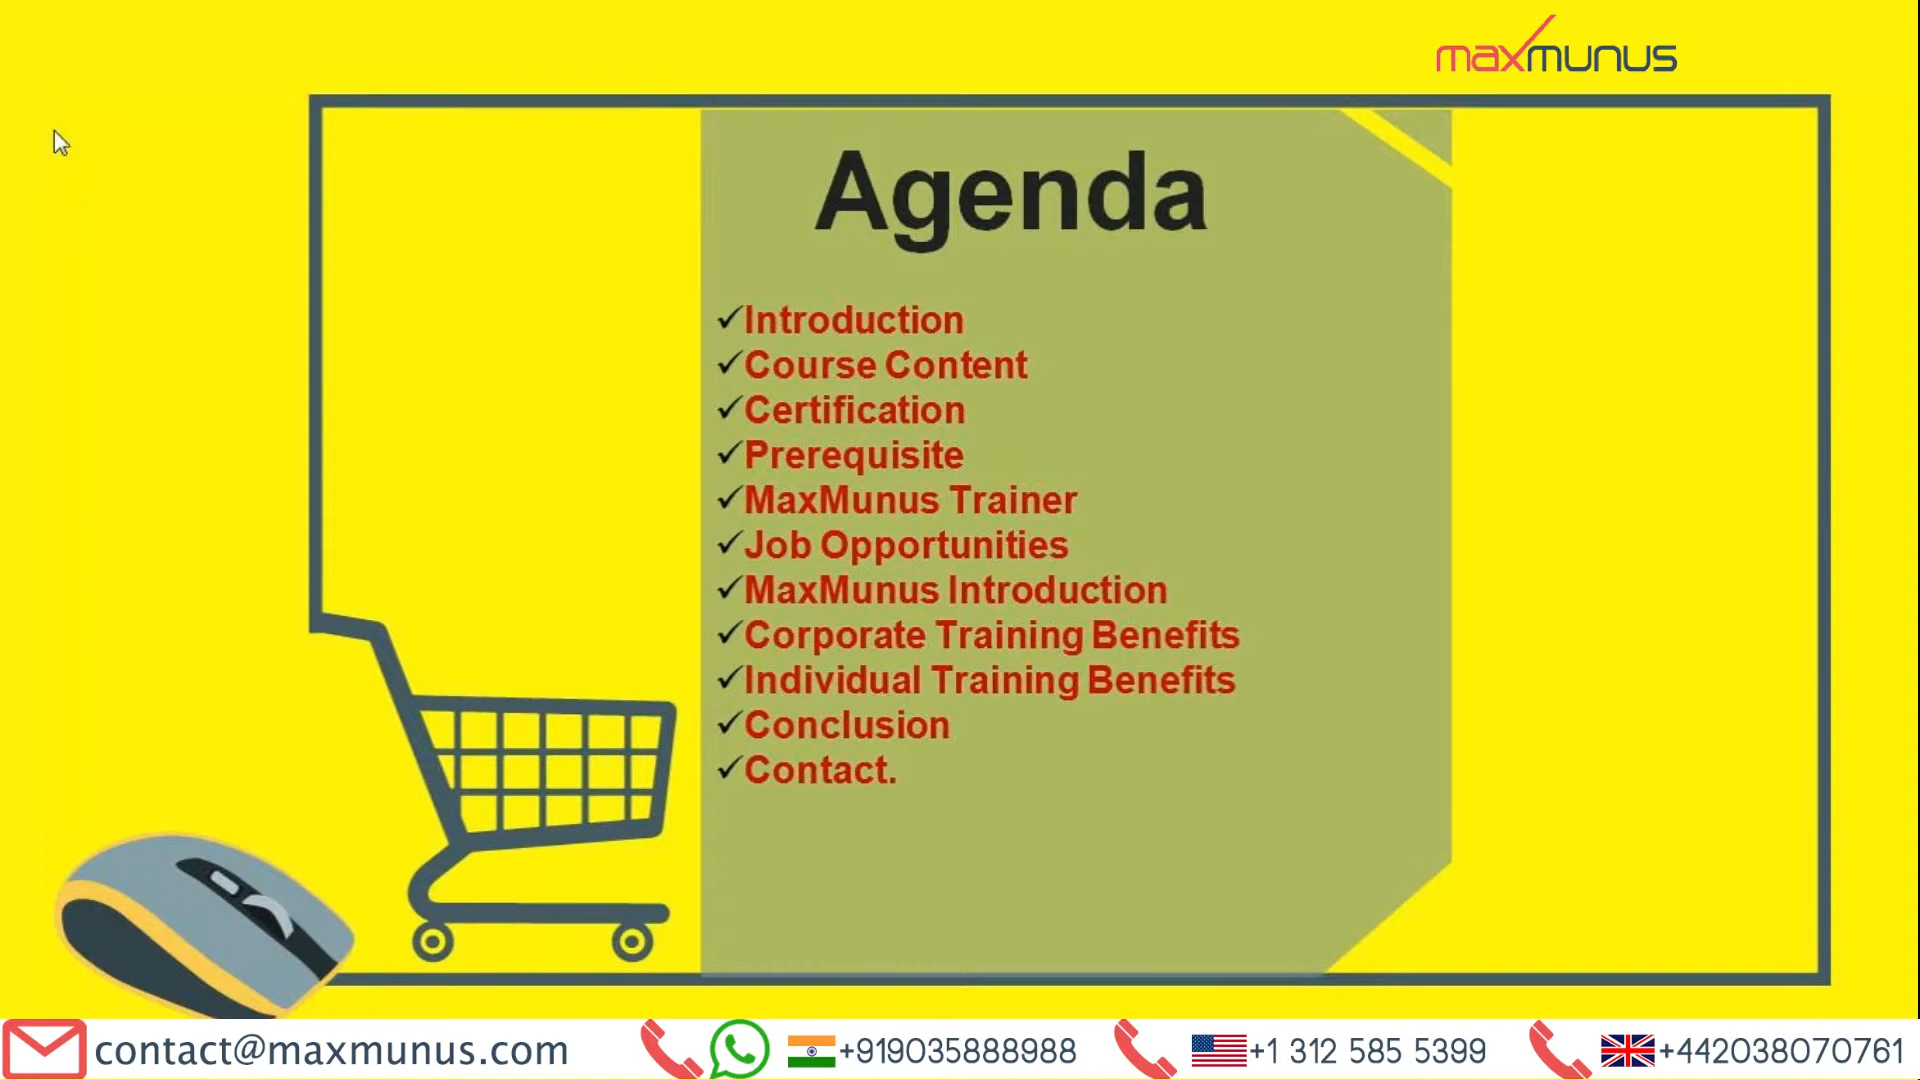 maxmunus
Agenda
✓Introduction
✓Course Content
✓Certification
✓Prerequisite
✓MaxMunus Trainer
✓Job Opportunities
✓MaxMunus Introduction
✓Corporate Training Benefits
✓Individual Training Benefits
✓Conclusion
✓Contact.
contact@maxmunus.com +919035888988 +1 312 585 5399 +442038070761